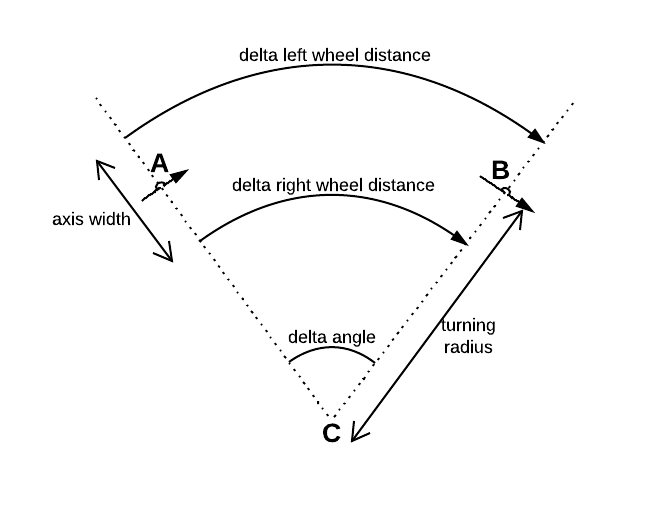 delta left wheel distance
A
B
delta right wheel distance
axis width
turning
radius
delta angle
C